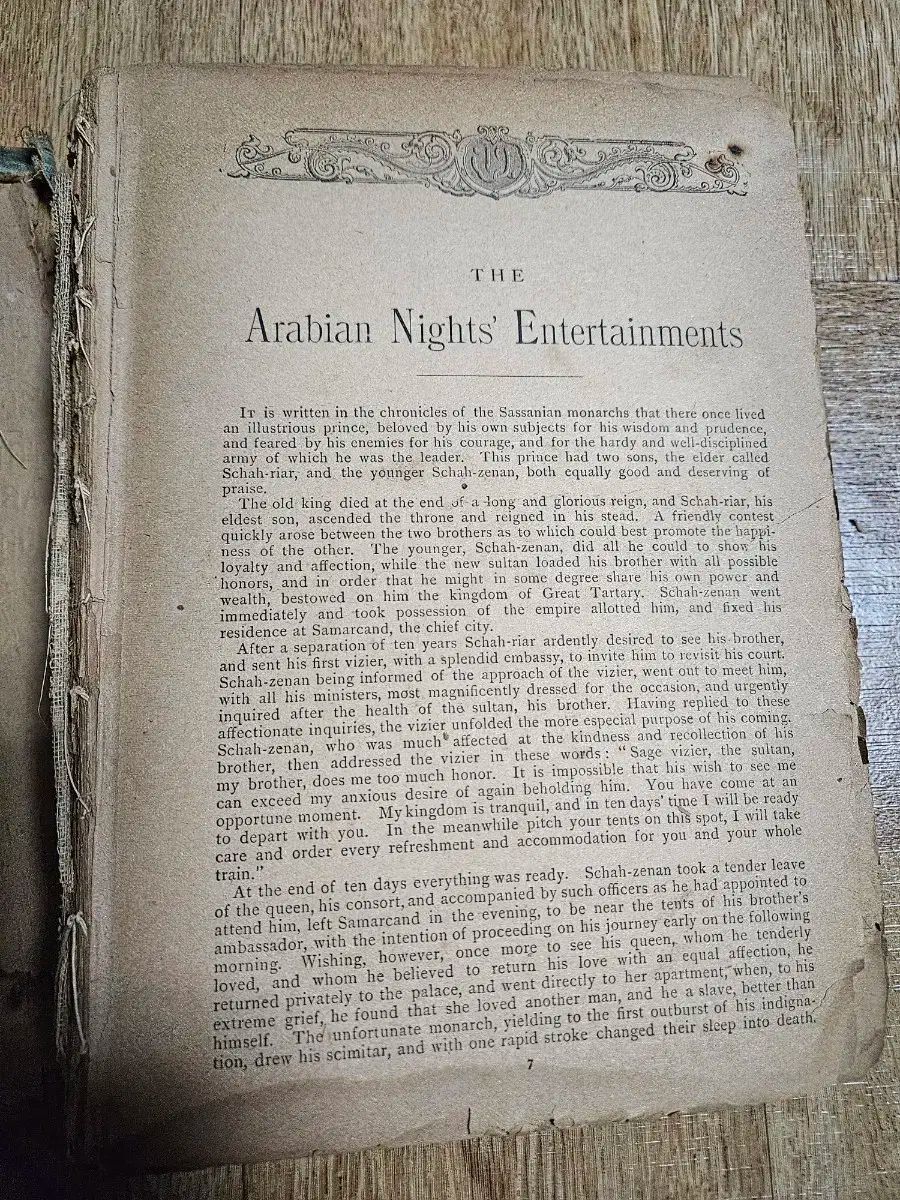 THE
Arabian Nights' Entertainments
IT is written in the chronicles of the Sassanian monarchs that there once lived
an illustrious prince, beloved by his own subjects for his wisdom and prudence,
and feared by his enemies for his courage, and for the hardy and well-disciplined
army of which he was the leader. This prince had two sons, the elder called
Schah-riar, and the younger Schah-zenan, both equally good and deserving of
praise.
The old king died at the end of a long and glorious reign, and Schah-riar, his
eldest son, ascended the throne and reigned in his stead. A friendly contest
quickly arose between the two brothers as to which could best promote the happi-
ness of the other. The younger, Schah-zenan, did all he could to show his
loyalty and affection, while the new sultan loaded his brother with all possible
honors, and in order that he might in some degree share his own power and
wealth, bestowed on him the kingdom of Great Tartary. Schah-zenan went
immediately and took possession of the empire allotted him, and fixed his
residence at Samarcand, the chief city.
After a separation of ten years Schah-riar ardently desired to see his brother,
and sent his first vizier, with a splendid embassy, to invite him to revisit his court.
Schah-zenan being informed of the approach of the vizier, went out to meet him,
with all his ministers, most magnificently dressed for the occasion, and urgently
inquired after the health of the sultan, his brother. Having replied to these
affectionate inquiries, the vizier unfolded the more especial purpose of his coming.
Schah-zenan, who was much affected at the kindness and recollection of his
brother, then addressed the vizier in these words: "Sage vizier, the sultan,
my brother, does me too much honor. It is impossible that his wish to see me
can exceed my anxious desire of again beholding him. You have come at an
opportune moment. My kingdom is tranquil, and in ten days' time I will be ready
to depart with you. In the meanwhile pitch your tents on this spot, I will take
care and order every refreshment and accommodation for you and your whole
train."
At the end of ten days everything was ready. Schah-zenan took a tender leave
of the queen, his consort, and accompanied by such officers as he had appointed to
attend him, left Samarcand in the evening, to be near the tents of his brother's
ambassador, with the intention of proceeding on his journey early on the following
morning. Wishing, however, once more to see his queen, whom he tenderly
loved, and whom he believed to return his love with an equal affection, he
returned privately to the palace, and went directly to her apartment, when, to his
extreme grief, he found that she loved another man, and he a slave, better than
himself. The unfortunate monarch, yielding to the first outburst of his indigna-
tion, drew his scimitar, and with one rapid stroke changed their sleep into death.
7